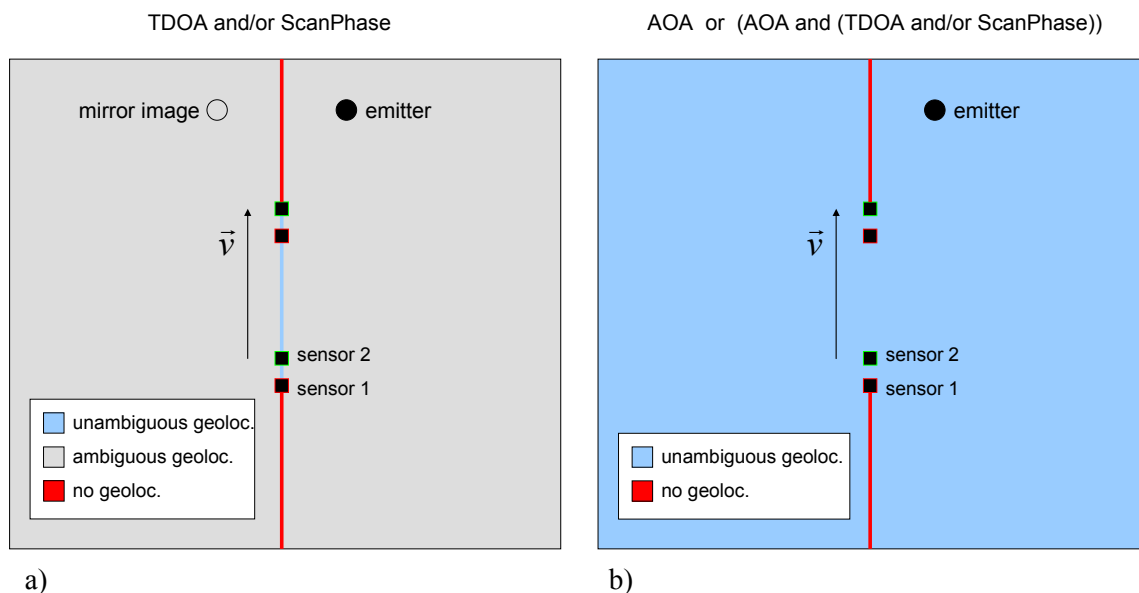 TDOA and/or ScanPhase
mirror image
emitter
v⃗
sensor 2
sensor 1
unambiguous geoloc.
ambiguous geoloc.
no geoloc.
a)
AOA or (AOA and (TDOA and/or ScanPhase))
emitter
v⃗
sensor 2
sensor 1
unambiguous geoloc.
no geoloc.
b)